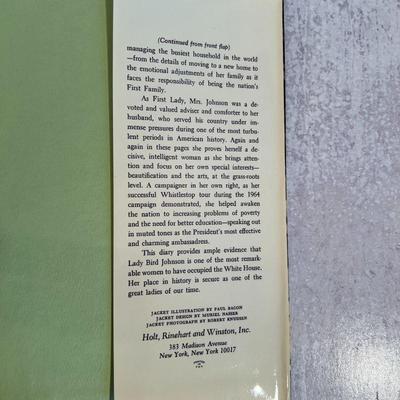 (Continued from front flap)
managing the busiest household in the world
—from the details of moving to a new home to
the emotional adjustments of her family as it
faces the responsibility of being the nation's
First Family.
As First Lady, Mrs. Johnson was a de-
voted and valued adviser and comforter to her
husband, who served his country under im-
mense pressures during one of the most turbu-
lent periods in American history. Again and
again in these pages she proves herself a de-
cisive, intelligent woman as she brings atten-
tion and focus on her own special interests—
beautification and the arts, at the grass-roots
level. A campaigner in her own right, as her
successful Whistlestop tour during the 1964
campaign demonstrated, she helped awaken
the nation to increasing problems of poverty
and the need for better education—speaking out
in muted tones as the President's most effective
and charming ambassadress.
This diary provides ample evidence that
Lady Bird Johnson is one of the most remark-
able women to have occupied the White House.
Her place in history is secure as one of the
great ladies of our time.
JACKET ILLUSTRATION BY PAUL BACON
JACKET DESIGN BY MURIEL NASSER
JACKET PHOTOGRAPH BY ROBERT KNUDSEN
Holt, Rinehart and Winston, Inc.
383 Madison Avenue
New York, New York 10017